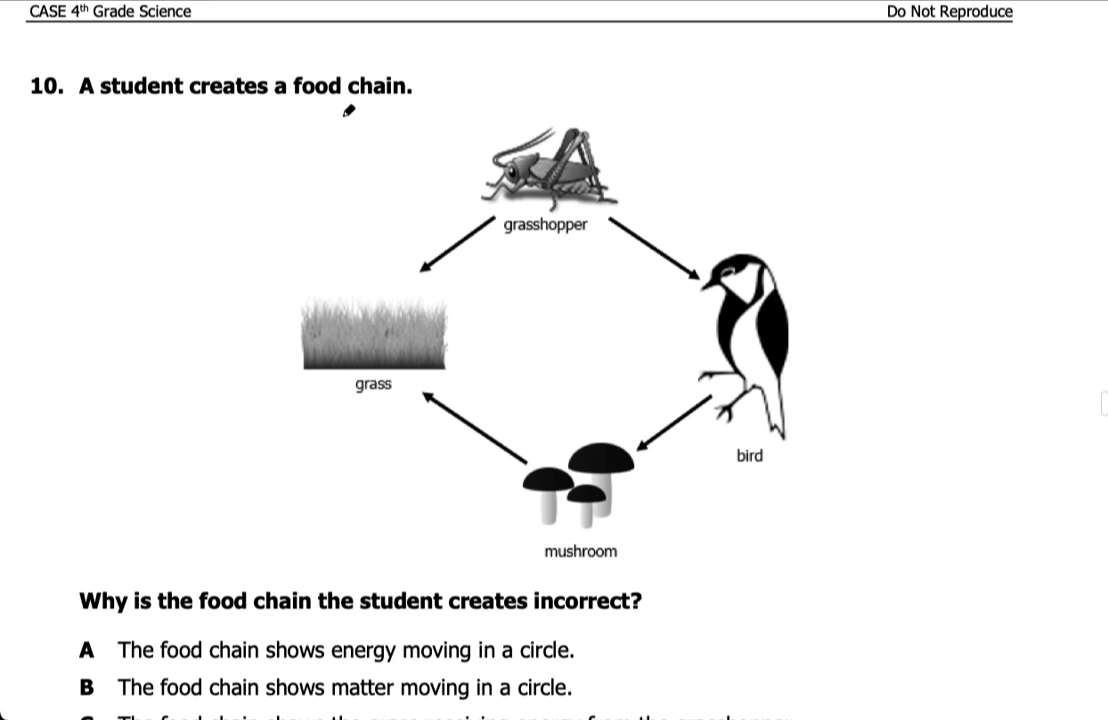 CASE 4th Grade Science Do Not Reproduce
10. A student creates a food chain.
grasshopper
grass
bird
mushroom
Why is the food chain the student creates incorrect?
A The food chain shows energy moving in a circle.
B The food chain shows matter moving in a circle.